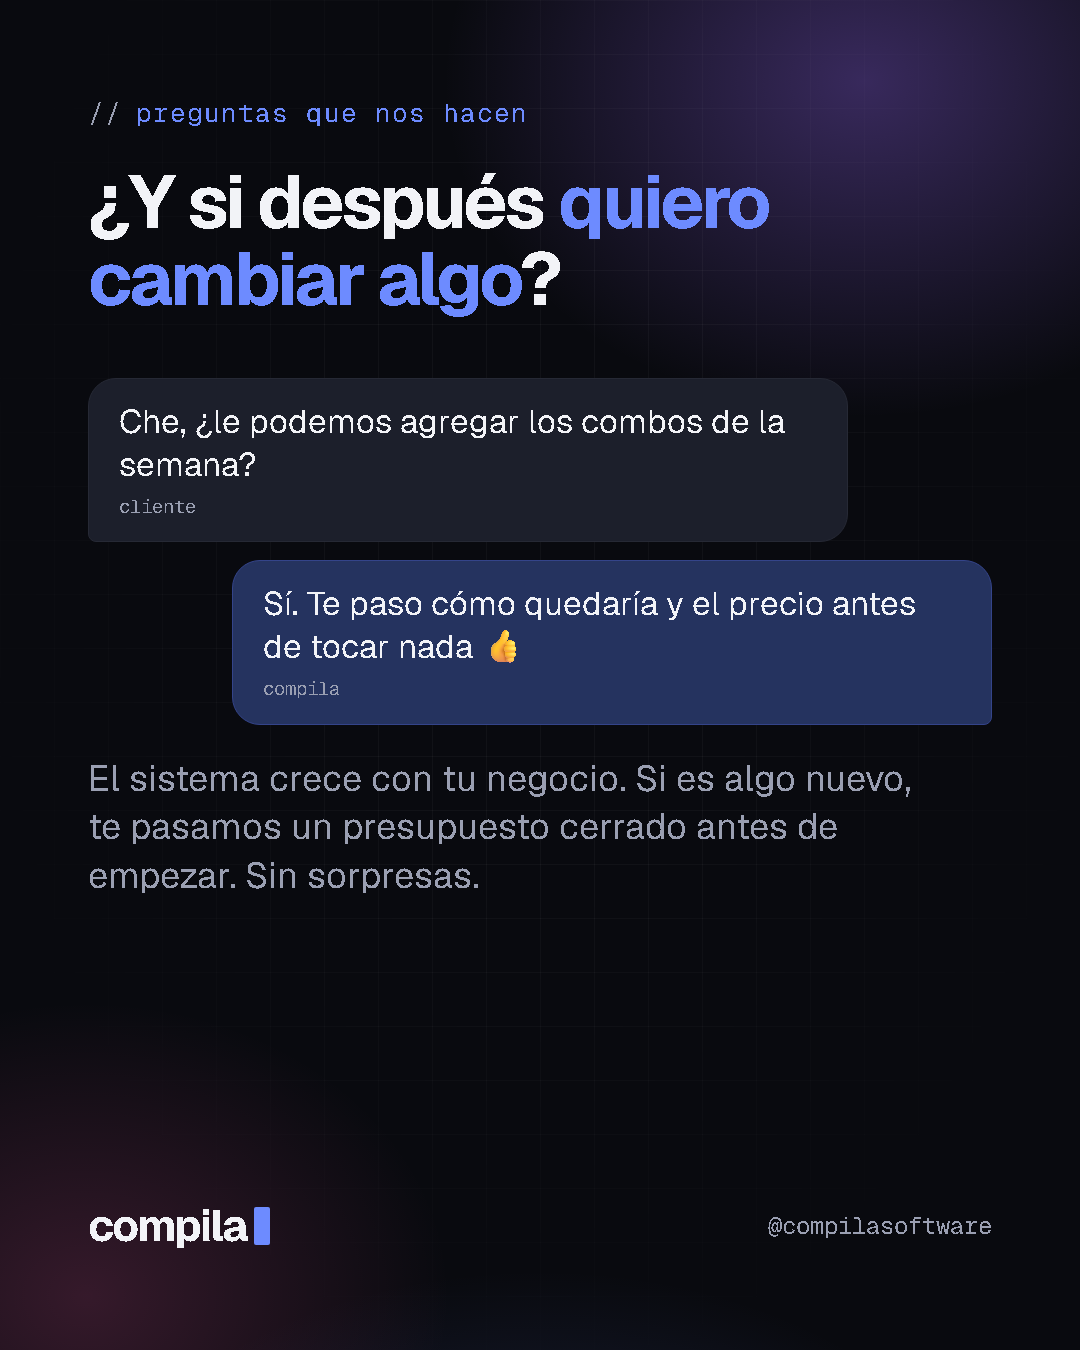 // preguntas que nos hacen
¿Y si después quiero
cambiar algo?
Che, ¿le podemos agregar los combos de la
semana?
cliente
Sí. Te paso cómo quedaría y el precio antes
de tocar nada 👍
compila
El sistema crece con tu negocio. Si es algo nuevo,
te pasamos un presupuesto cerrado antes de
empezar. Sin sorpresas.
compila
@compilasoftware